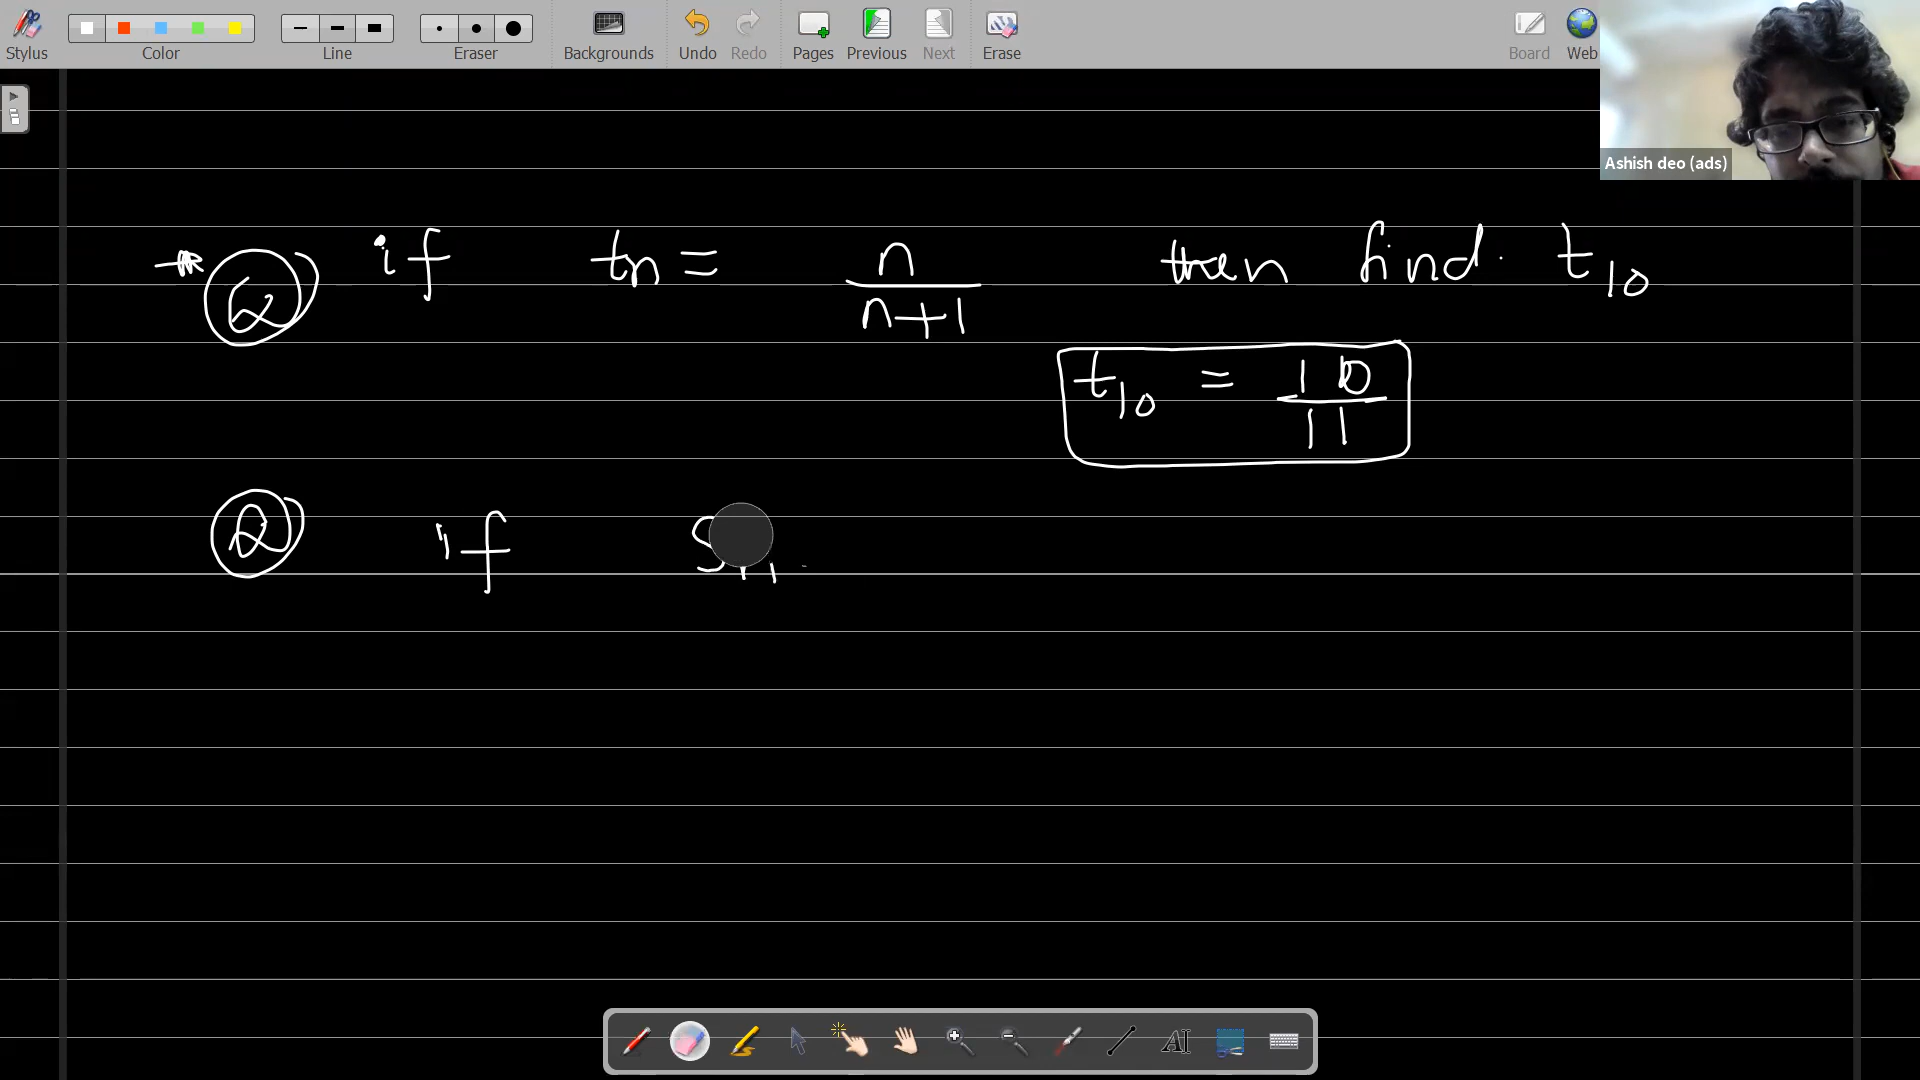 Stylus Color Line Eraser Backgrounds Undo Redo Pages Previous Next Erase Board Web
Ashish deo (ads)
Q) if tn = n/(n+1) then find t10
t10 = 10/11
Q) if